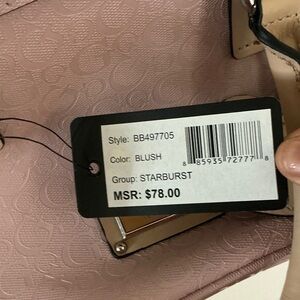 Style: BB497705
Color: BLUSH
Group: STARBURST
MSR: $78.00
8 85935 72777 8